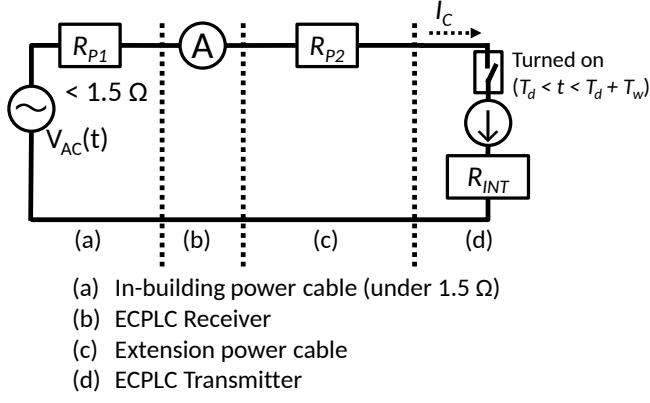 I_C
R_P1
A
R_P2
Turned on
(T_d < t < T_d + T_w)
< 1.5 Ω
V_AC(t)
R_INT
(a) (b) (c) (d)
(a) In-building power cable (under 1.5 Ω)
(b) ECPLC Receiver
(c) Extension power cable
(d) ECPLC Transmitter